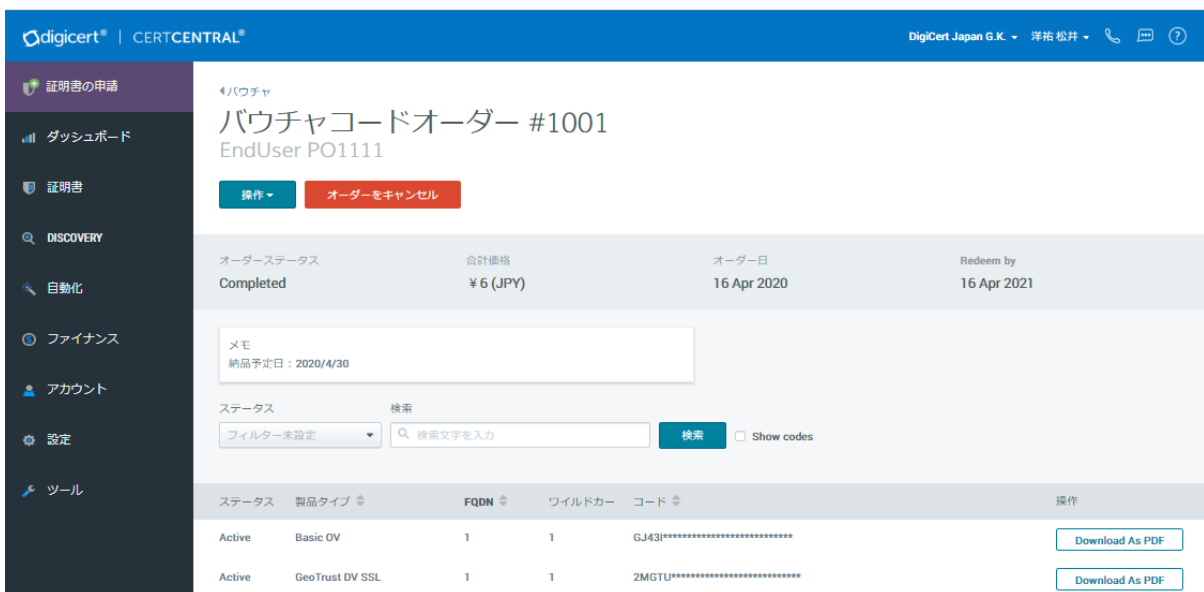 digicert® | CERTCENTRAL®
DigiCert Japan G.K. 洋祐 松井
証明書の申請
ダッシュボード
証明書
DISCOVERY
自動化
ファイナンス
アカウント
設定
ツール
バウチャ
バウチャコードオーダー #1001
EndUser PO1111
操作 オーダーをキャンセル
オーダーステータス 合計価格 オーダー日 Redeem by
Completed ¥ 6 (JPY) 16 Apr 2020 16 Apr 2021
メモ
納品予定日：2020/4/30
ステータス 検索
フィルター未設定 検索文字を入力 検索 Show codes
ステータス 製品タイプ FQDN ワイルドカー コード 操作
Active Basic OV 1 1 GJ43I*************************** Download As PDF
Active GeoTrust DV SSL 1 1 2MGTU*************************** Download As PDF